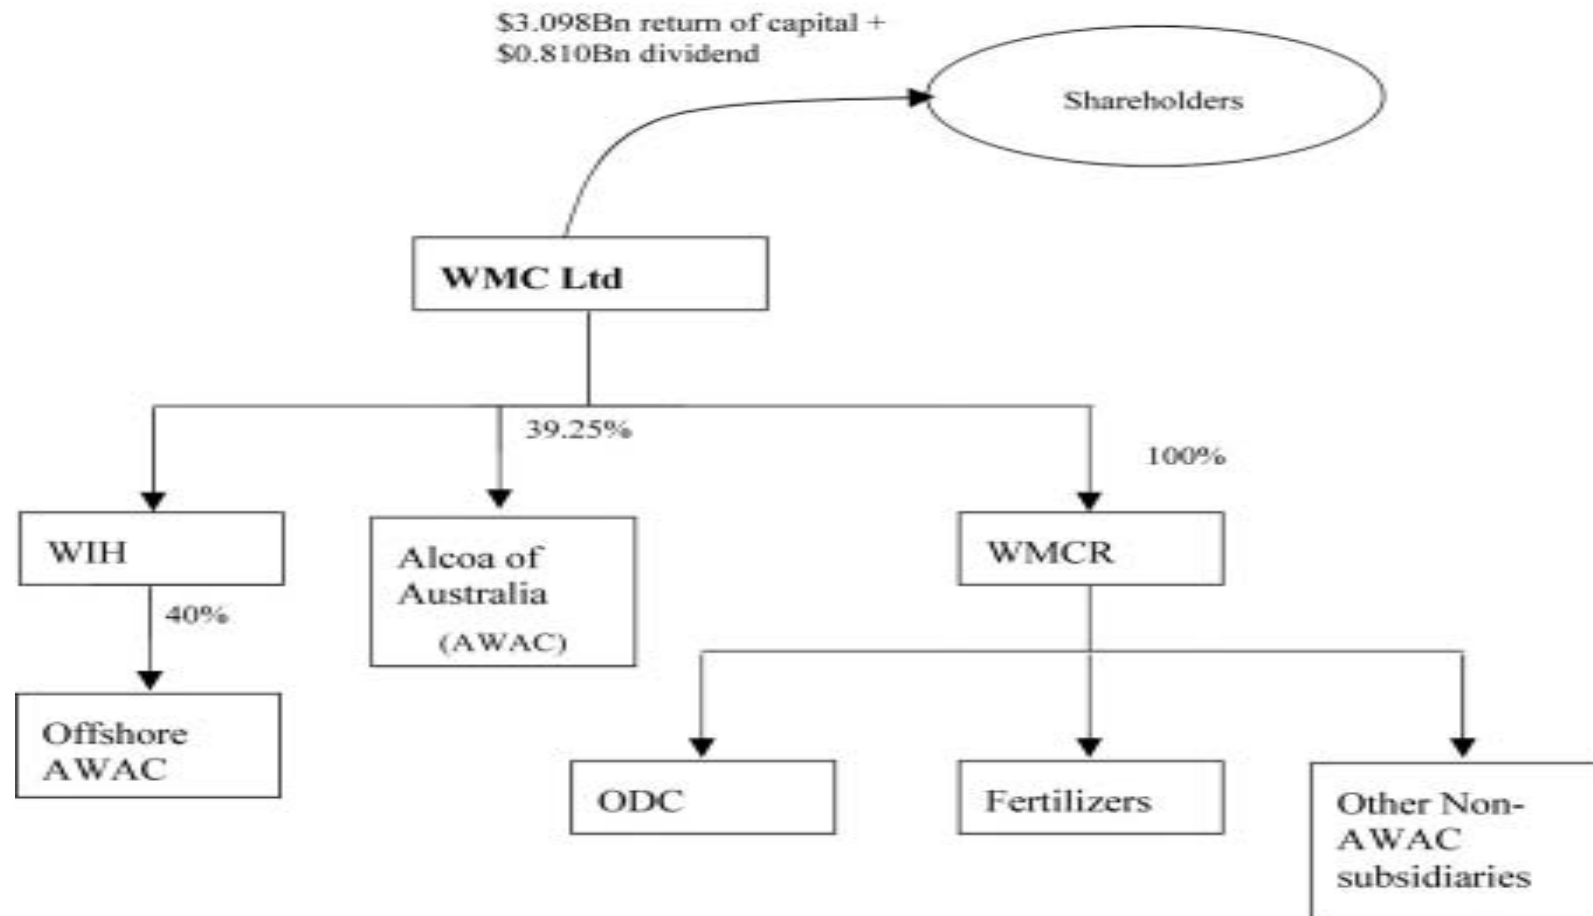 $3.098Bn return of capital +
$0.810Bn dividend
Shareholders
WMC Ltd
39.25%
100%
WIH
Alcoa of
Australia
(AWAC)
WMCR
40%
Offshore
AWAC
ODC
Fertilizers
Other Non-
AWAC
subsidiaries